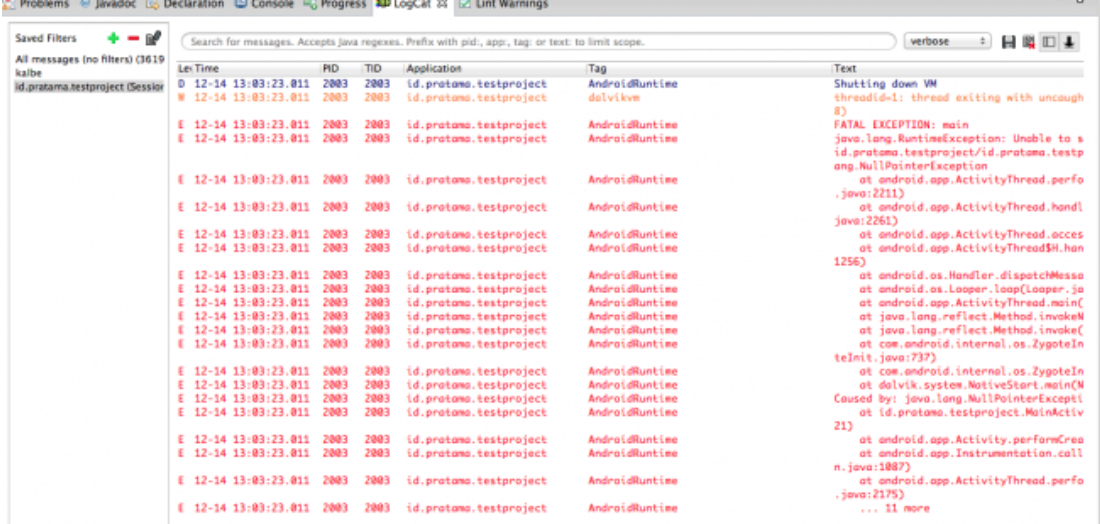 Problems Javadoc Declaration Console Progress LogCat Lint Warnings
Saved Filters
All messages (no filters) (3619
kalbe
id.pratama.testproject (Session
Search for messages. Accepts Java regexes. Prefix with pid:, app:, tag: or text: to limit scope.
verbose
Time PID TID Application Tag Text
D 12-14 13:03:23.011 2003 2003 id.pratama.testproject AndroidRuntime Shutting down VM
W 12-14 13:03:23.011 2003 2003 id.pratama.testproject dalvikvm threadid=1: thread exiting with uncaugh
8)
E 12-14 13:03:23.011 2003 2003 id.pratama.testproject AndroidRuntime FATAL EXCEPTION: main
E 12-14 13:03:23.011 2003 2003 id.pratama.testproject AndroidRuntime java.lang.RuntimeException: Unable to s
id.pratama.testproject/id.pratama.testp
ang.NullPointerException
E 12-14 13:03:23.011 2003 2003 id.pratama.testproject AndroidRuntime at android.app.ActivityThread.perfo
.java:2211)
E 12-14 13:03:23.011 2003 2003 id.pratama.testproject AndroidRuntime at android.app.ActivityThread.handl
java:2261)
E 12-14 13:03:23.011 2003 2003 id.pratama.testproject AndroidRuntime at android.app.ActivityThread.acces
E 12-14 13:03:23.011 2003 2003 id.pratama.testproject AndroidRuntime at android.app.ActivityThread$H.han
1256)
E 12-14 13:03:23.011 2003 2003 id.pratama.testproject AndroidRuntime at android.os.Handler.dispatchMessa
E 12-14 13:03:23.011 2003 2003 id.pratama.testproject AndroidRuntime at android.os.Looper.loop(Looper.ja
E 12-14 13:03:23.011 2003 2003 id.pratama.testproject AndroidRuntime at android.app.ActivityThread.main(
E 12-14 13:03:23.011 2003 2003 id.pratama.testproject AndroidRuntime at java.lang.reflect.Method.invokeN
E 12-14 13:03:23.011 2003 2003 id.pratama.testproject AndroidRuntime at java.lang.reflect.Method.invoke(
E 12-14 13:03:23.011 2003 2003 id.pratama.testproject AndroidRuntime at com.android.internal.os.ZygoteIn
teInit.java:737)
E 12-14 13:03:23.011 2003 2003 id.pratama.testproject AndroidRuntime at com.android.internal.os.ZygoteIn
E 12-14 13:03:23.011 2003 2003 id.pratama.testproject AndroidRuntime at dalvik.system.NativeStart.main(N
E 12-14 13:03:23.011 2003 2003 id.pratama.testproject AndroidRuntime Caused by: java.lang.NullPointerExcepti
E 12-14 13:03:23.011 2003 2003 id.pratama.testproject AndroidRuntime at id.pratama.testproject.MainActiv
21)
E 12-14 13:03:23.011 2003 2003 id.pratama.testproject AndroidRuntime at android.app.Activity.performCrea
E 12-14 13:03:23.011 2003 2003 id.pratama.testproject AndroidRuntime at android.app.Instrumentation.call
n.java:1087)
E 12-14 13:03:23.011 2003 2003 id.pratama.testproject AndroidRuntime at android.app.ActivityThread.perfo
.java:2175)
E 12-14 13:03:23.011 2003 2003 id.pratama.testproject AndroidRuntime ... 11 more